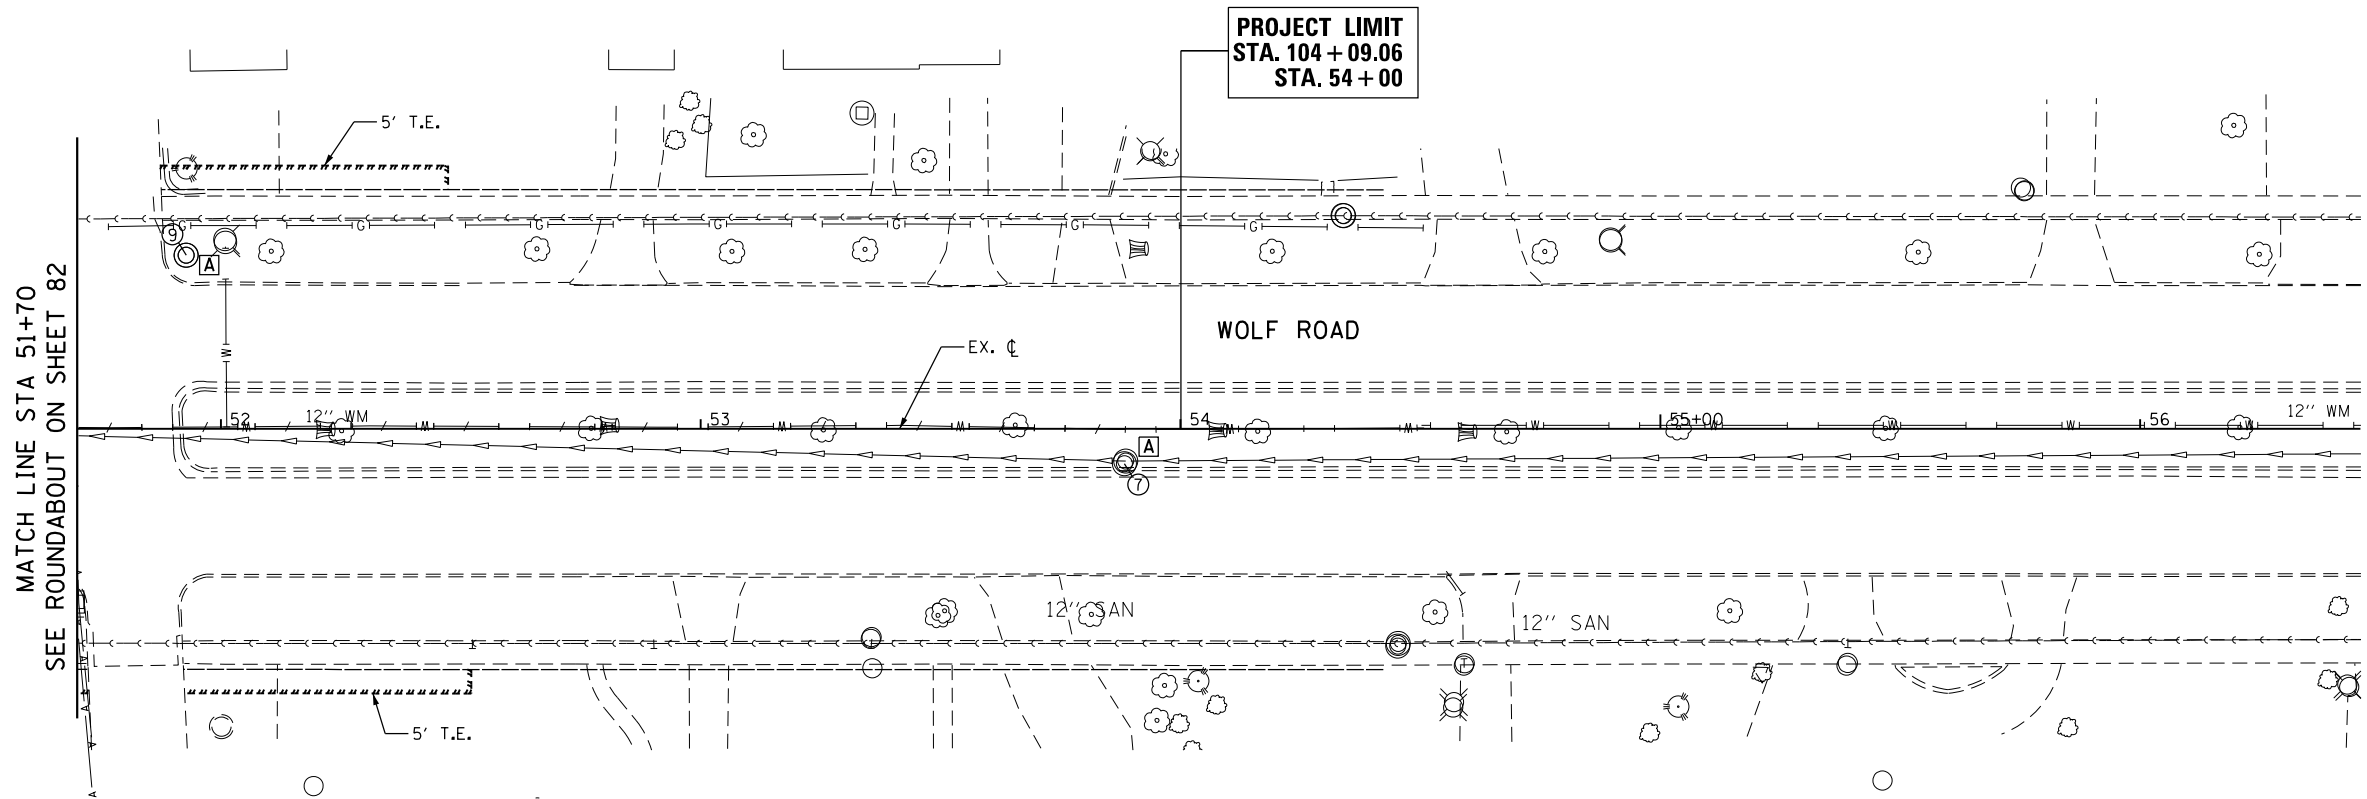 PROJECT LIMIT
STA. 104+09.06
STA. 54+00
5' T.E.
G G G G G G G
9
A
MATCH LINE STA 51+70
SEE ROUNDABOUT ON SHEET 82
W
WOLF ROAD
EX. ℄
52 12'' WM 53 54 55+00 56 12'' WM
W W W W W W W W W W W W
A
7
12'' SAN
12'' SAN
5' T.E.
A
A
A